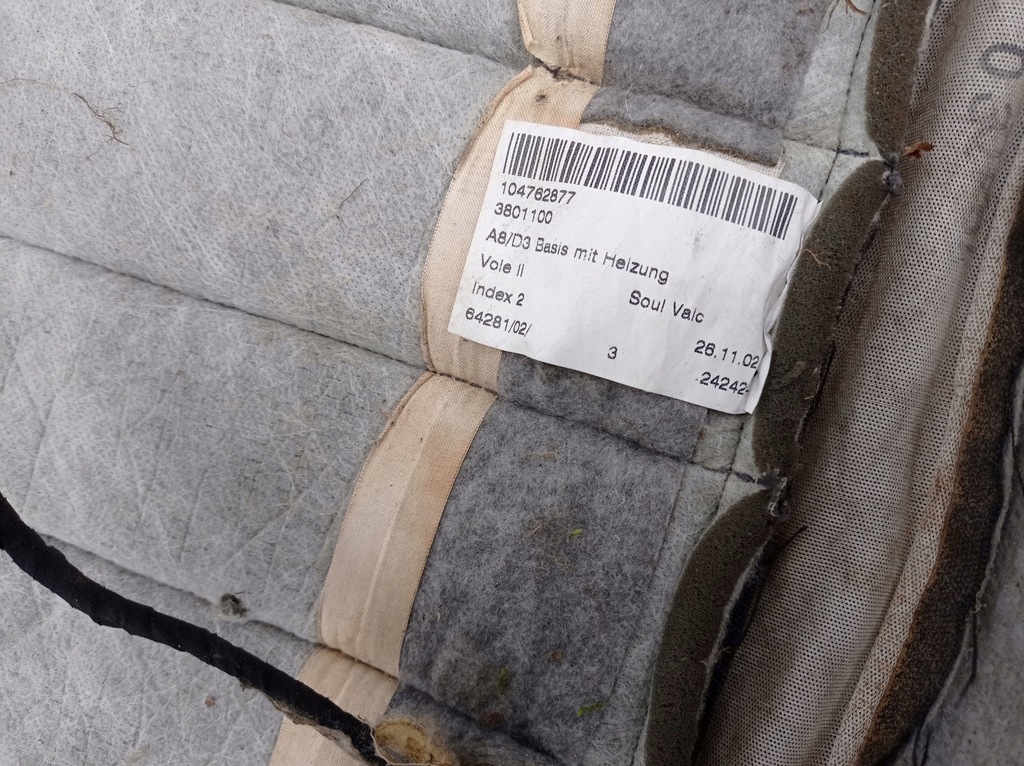 104762877
3801100
A8/D3 Basis mit Heizung
Vole li
Soul Valc
Index 2
64281/02/
3
26.11.02
24242-